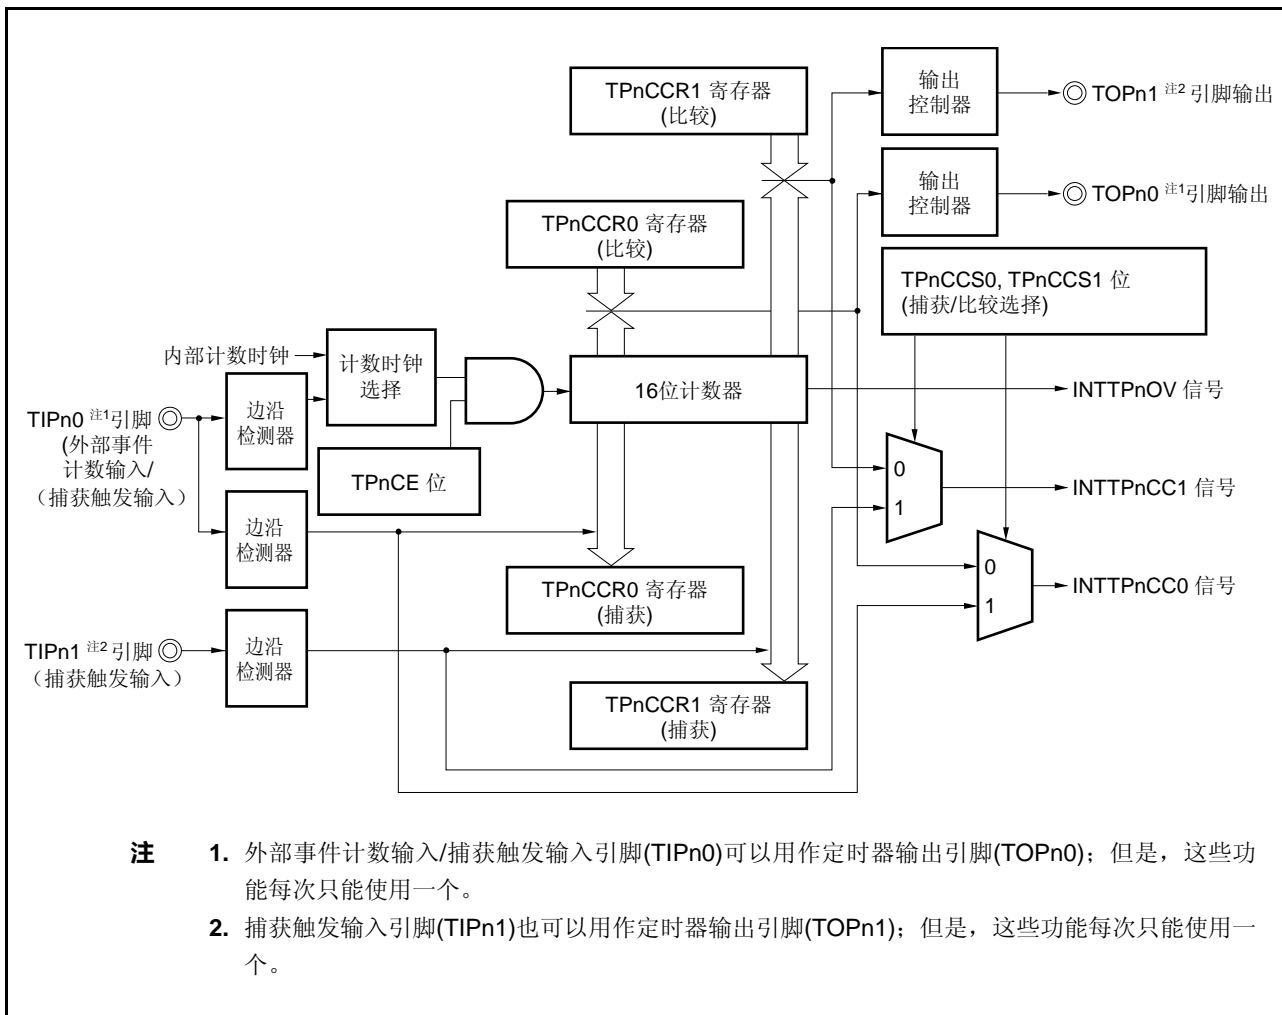 TPnCCR1 寄存器
(比较)
输出
控制器
TOPn1 注2 引脚输出
输出
控制器
TOPn0 注1引脚输出
TPnCCR0 寄存器
(比较)
TPnCCS0, TPnCCS1 位
(捕获/比较选择)
内部计数时钟
计数时钟
选择
16位计数器
INTTPnOV 信号
TIPn0 注1引脚
(外部事件
计数输入/
（捕获触发输入）
边沿
检测器
TPnCE 位
0
1
INTTPnCC1 信号
边沿
检测器
0
1
INTTPnCC0 信号
TPnCCR0 寄存器
(捕获)
TIPn1 注2 引脚
（捕获触发输入）
边沿
检测器
TPnCCR1 寄存器
(捕获)
注 1. 外部事件计数输入/捕获触发输入引脚(TIPn0)可以用作定时器输出引脚(TOPn0)；但是，这些功
能每次只能使用一个。
2. 捕获触发输入引脚(TIPn1)也可以用作定时器输出引脚(TOPn1)；但是，这些功能每次只能使用一
个。